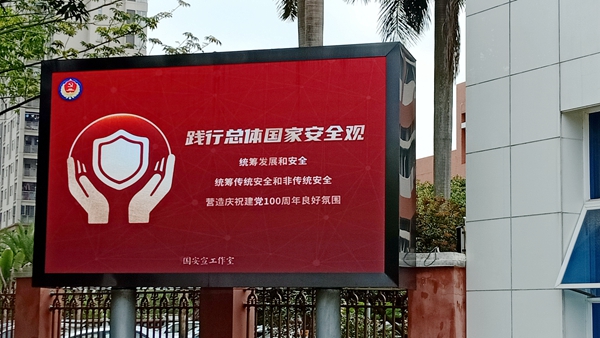 践行总体国家安全观
统筹发展和安全
统筹传统安全和非传统安全
营造庆祝建党100周年良好氛围
国安宣工作室